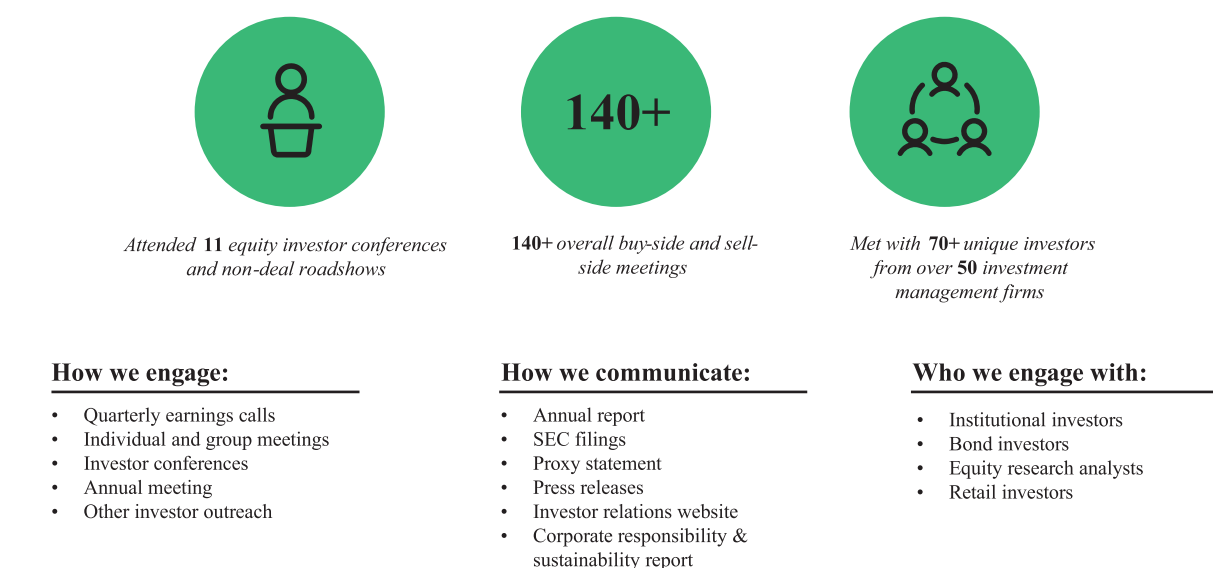 140+
Attended 11 equity investor conferences
and non-deal roadshows
140+ overall buy-side and sell-
side meetings
Met with 70+ unique investors
from over 50 investment
management firms
How we engage:
• Quarterly earnings calls
• Individual and group meetings
• Investor conferences
• Annual meeting
• Other investor outreach
How we communicate:
• Annual report
• SEC filings
• Proxy statement
• Press releases
• Investor relations website
• Corporate responsibility &
sustainability report
Who we engage with:
• Institutional investors
• Bond investors
• Equity research analysts
• Retail investors